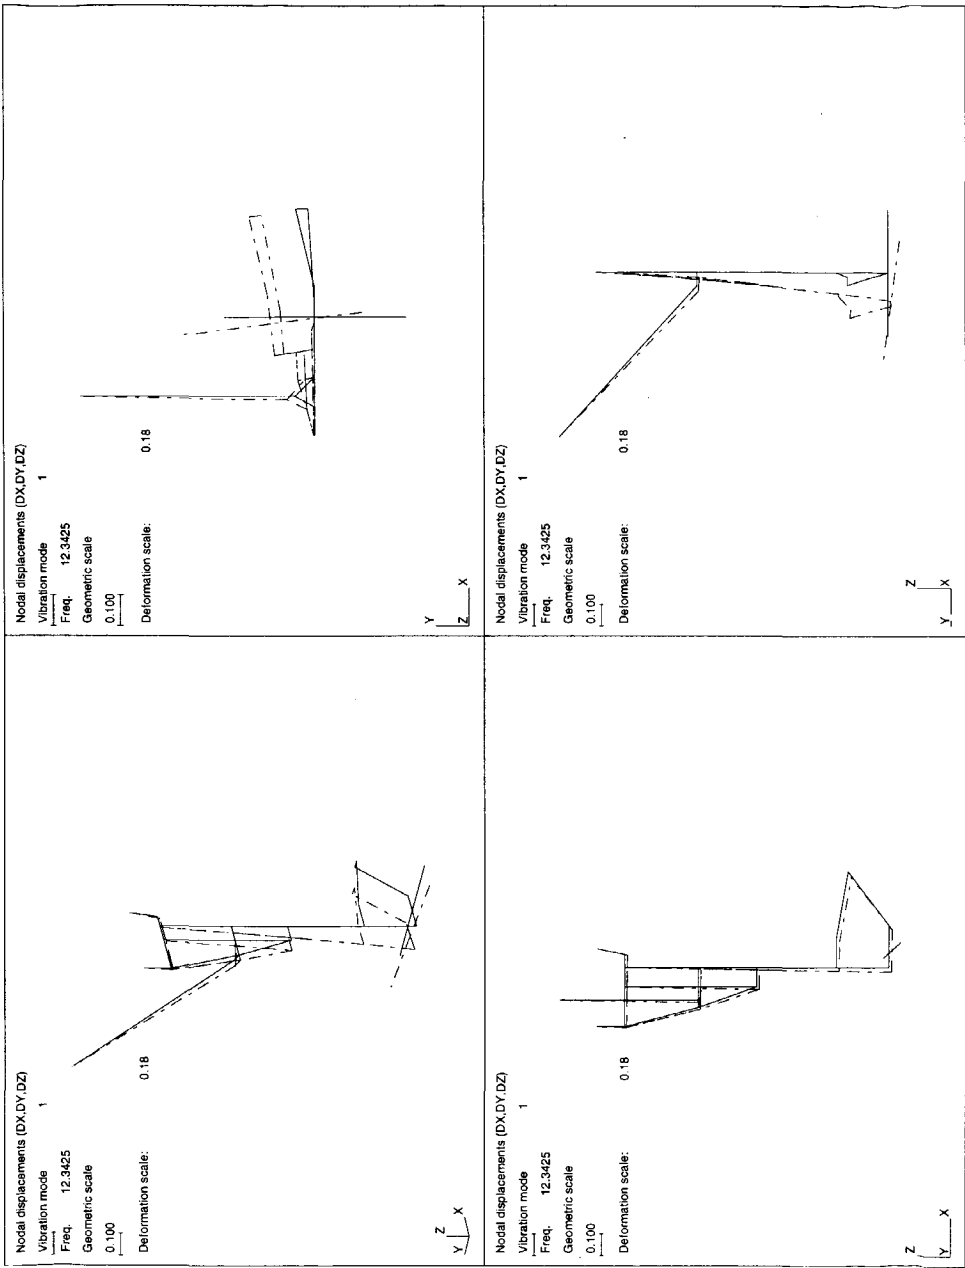 Nodal displacements (DX,DY,DZ)
Vibration mode 1
Freq. 12.3425
Geometric scale
0.100
Deformation scale: 0.18
Y
Z X
Nodal displacements (DX,DY,DZ)
Vibration mode 1
Freq. 12.3425
Geometric scale
0.100
Deformation scale: 0.18
Z
Y X
Nodal displacements (DX,DY,DZ)
Vibration mode 1
Freq. 12.3425
Geometric scale
0.100
Deformation scale: 0.18
Z
Y X
Nodal displacements (DX,DY,DZ)
Vibration mode 1
Freq. 12.3425
Geometric scale
0.100
Deformation scale: 0.18
Z
Y X